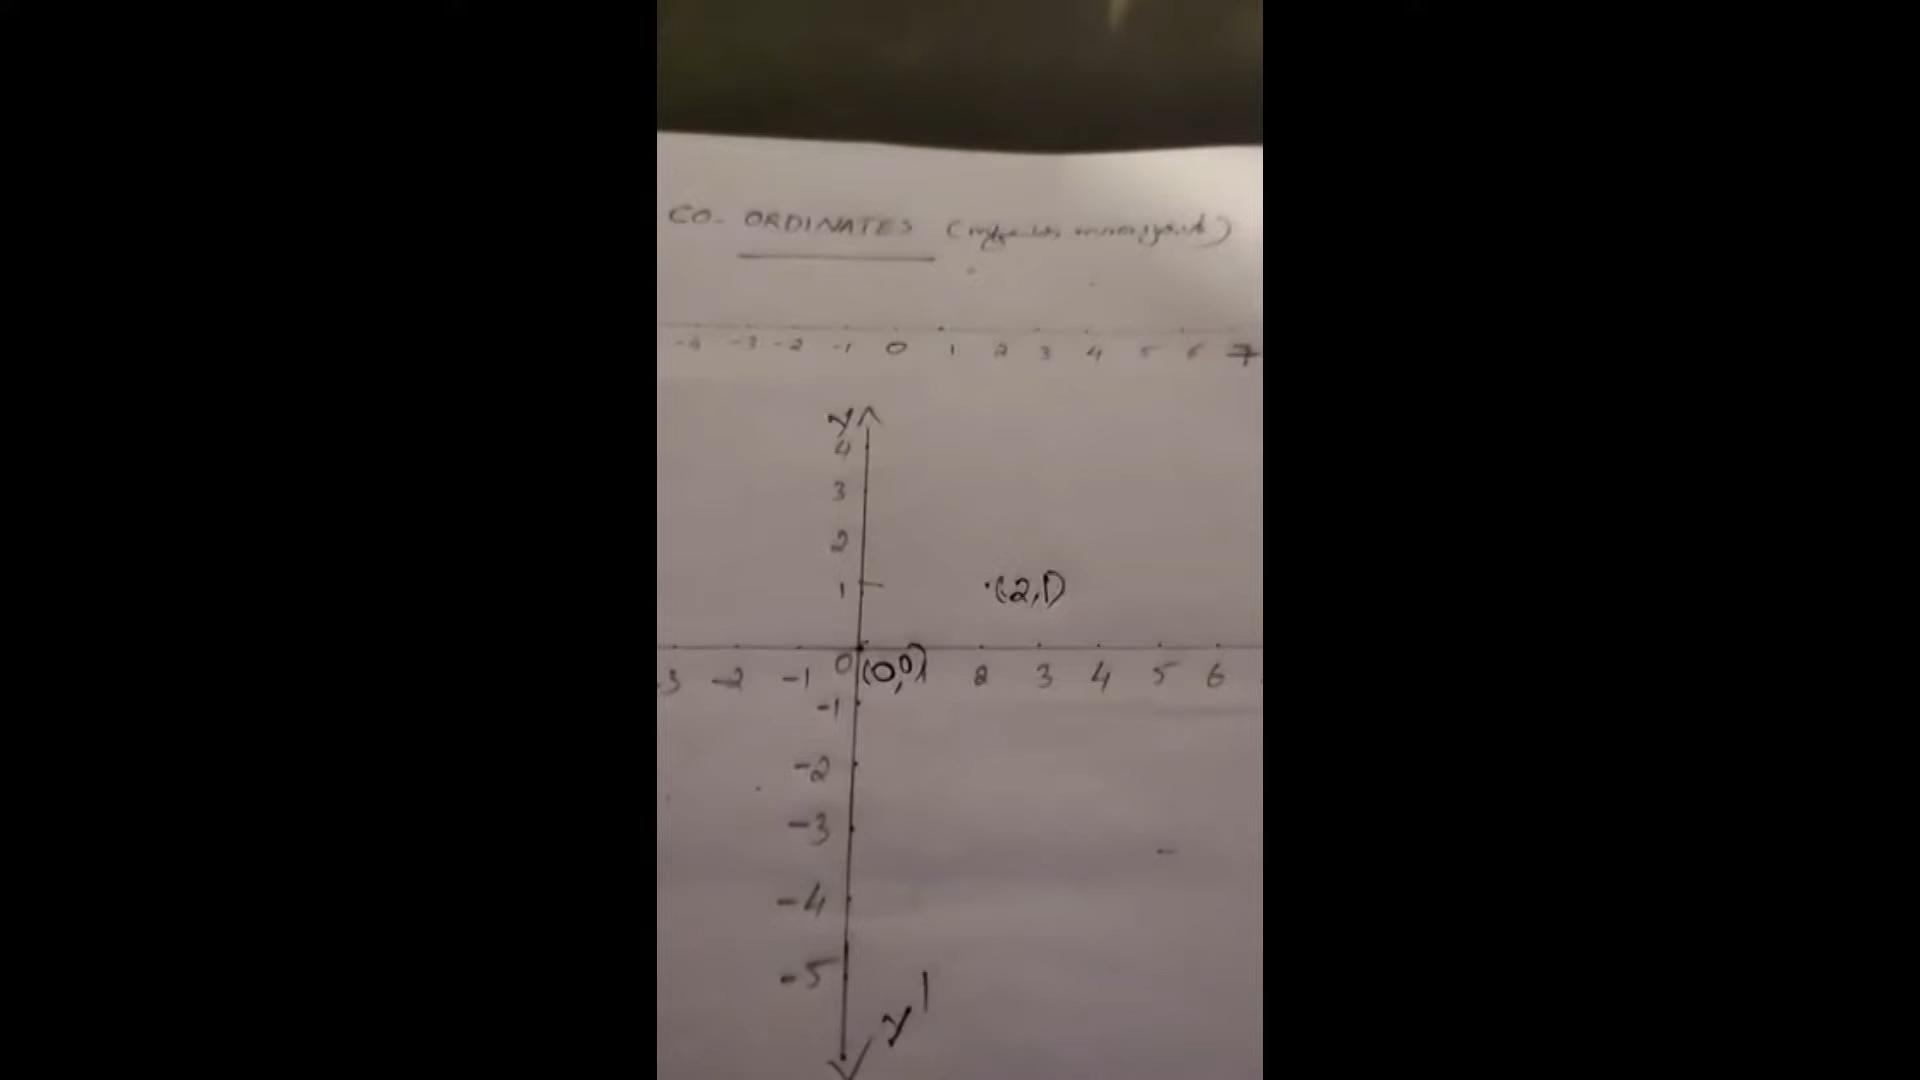 CO-ORDINATES
-4 -3 -2 -1 0 1 2 3 4 5 6 7
y
4
3
2
1 (2,1)
0 (0,0)
-3 -2 -1 2 3 4 5 6
-1
-2
-3
-4
-5
y'